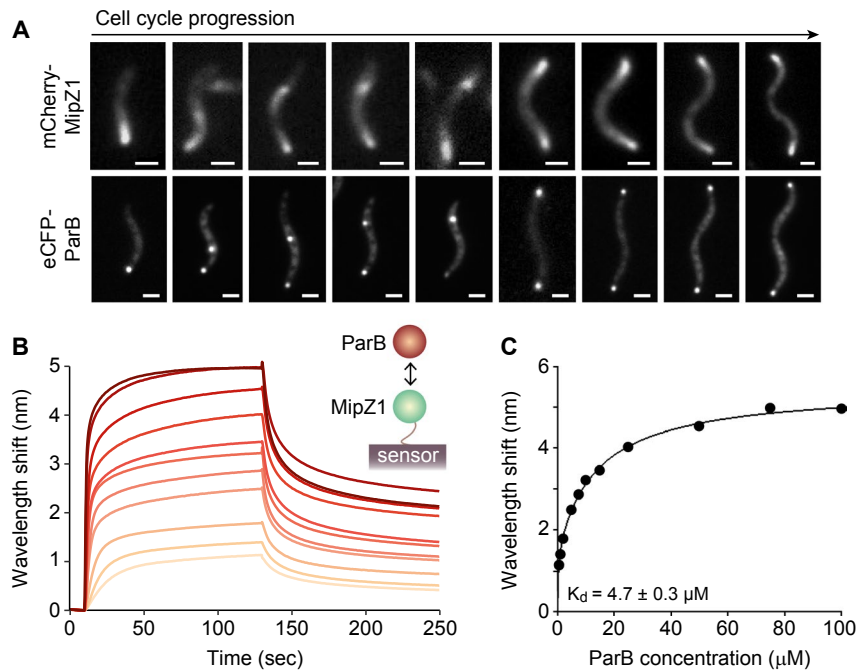 Cell cycle progression
A
mCherry-
MipZ1
eCFP-
ParB
B
5
4
3
2
1
0
Wavelength shift (nm)
0
50
100
150
200
250
Time (sec)
ParB
MipZ1
sensor
C
6
4
2
0
Wavelength shift (nm)
K_d = 4.7 ± 0.3 µM
0
20
40
60
80
100
ParB concentration (µM)